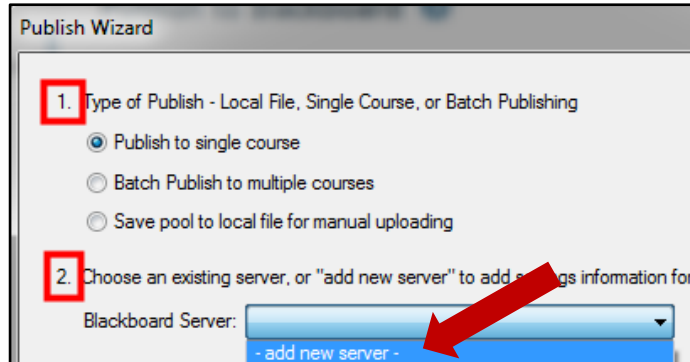 Publish Wizard
1. Type of Publish - Local File, Single Course, or Batch Publishing
Publish to single course
Batch Publish to multiple courses
Save pool to local file for manual uploading
2. Choose an existing server, or "add new server" to add information for
Blackboard Server:
- add new server -